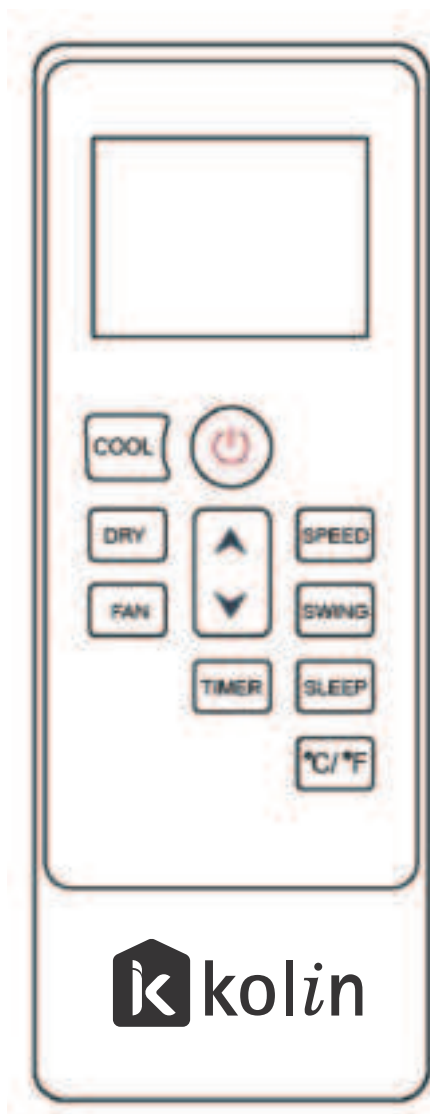 COOL
DRY SPEED
FAN SWING
TIMER SLEEP
°C/°F
k kolin